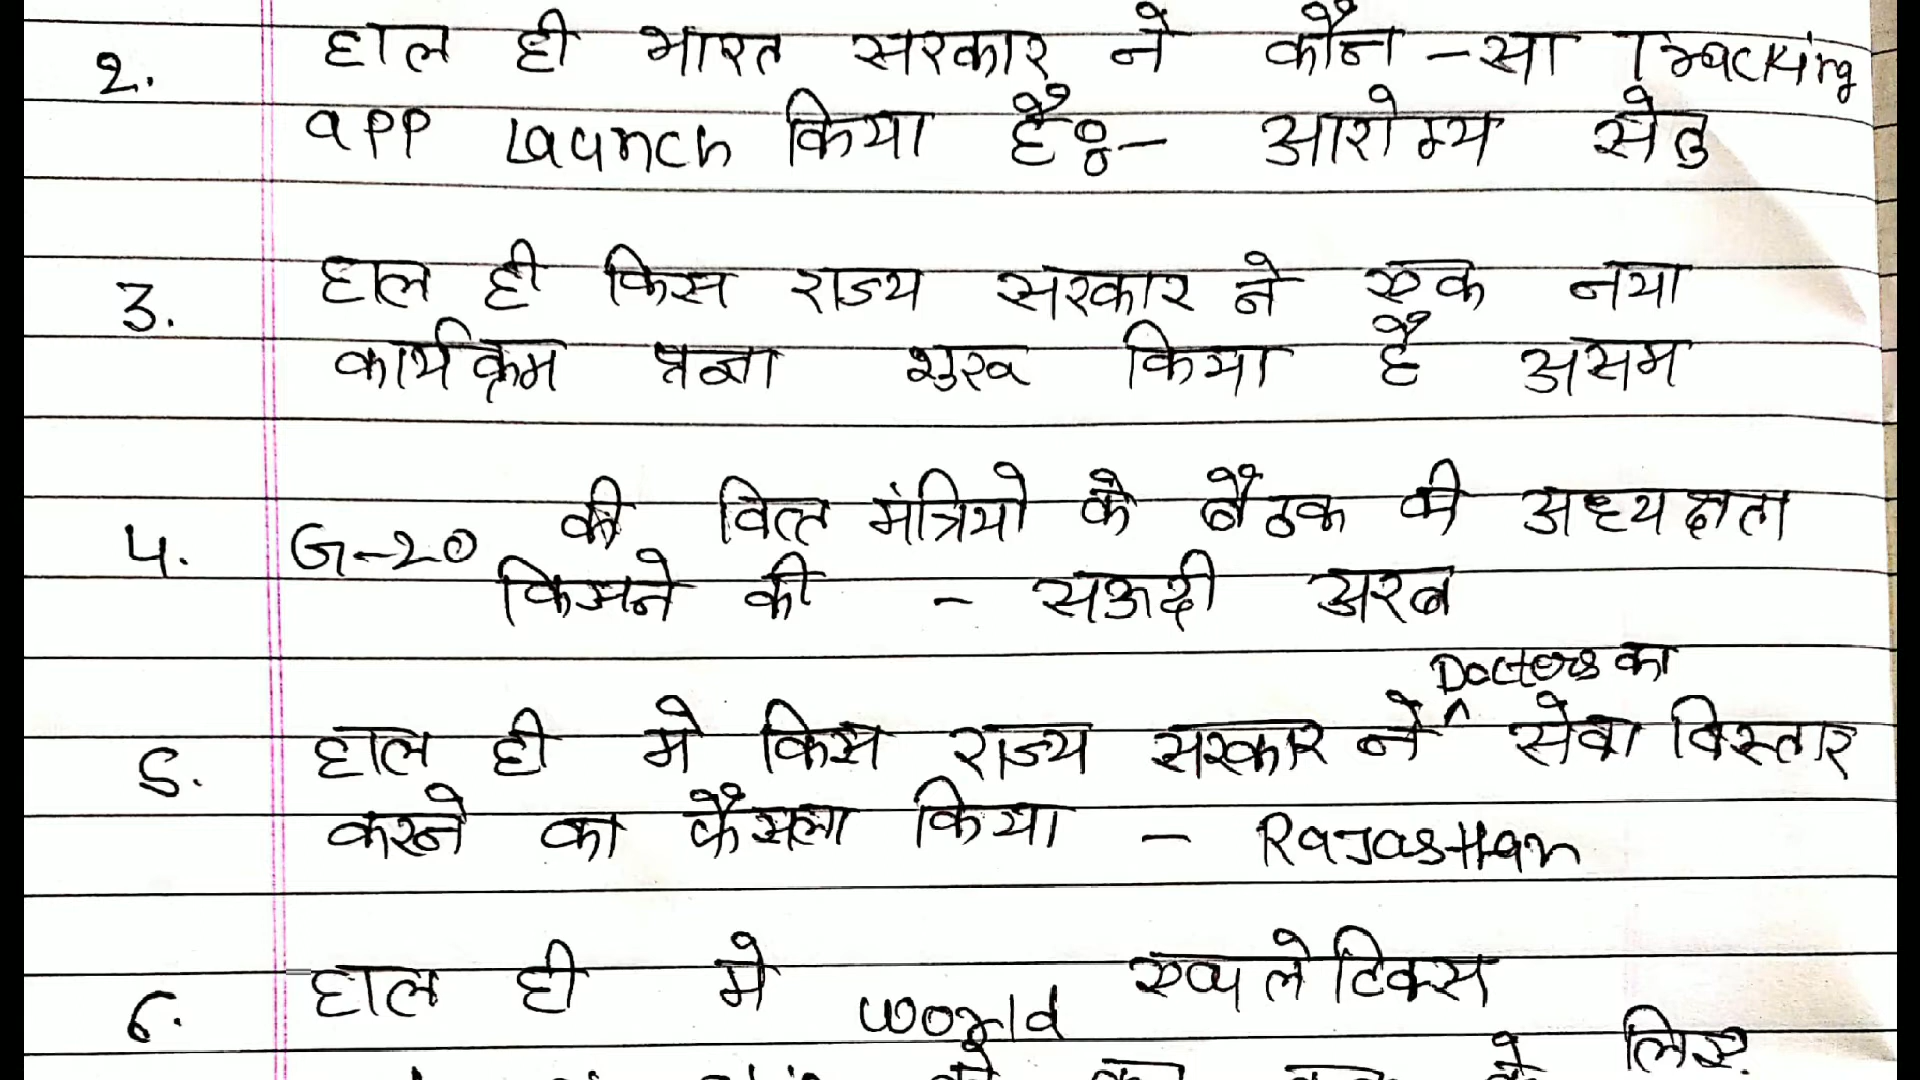 2. हाल ही भारत सरकार ने कौन-सा Tracking
app Launch किया है:- आरोग्य सेतु
3. हाल ही किस राज्य सरकार ने एक नया
कार्यक्रम प्रज्ञा शुरू किया है असम
4. G-20 की वित्त मंत्रियो के बैठक की अध्यक्षता
किसने की - सऊदी अरब
Doctors का
5. हाल ही मे किस राज्य सरकार ने ^ सेवा विस्तार
करने का फैसला किया - Rajasthan
6. हाल ही मे World एथलेटिक्स
के लिए